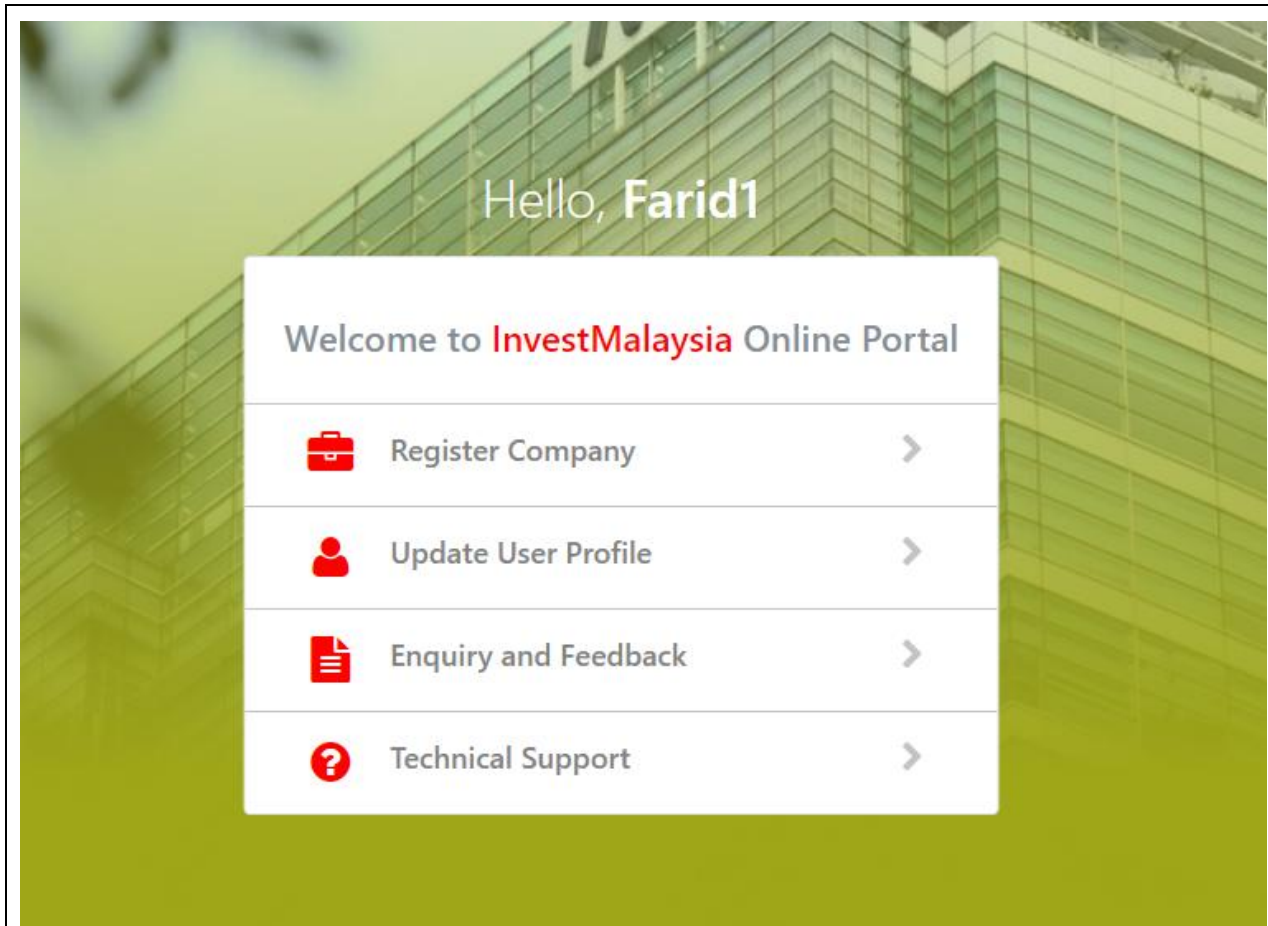 Hello, Farid1
Welcome to InvestMalaysia Online Portal
Register Company
Update User Profile
Enquiry and Feedback
Technical Support